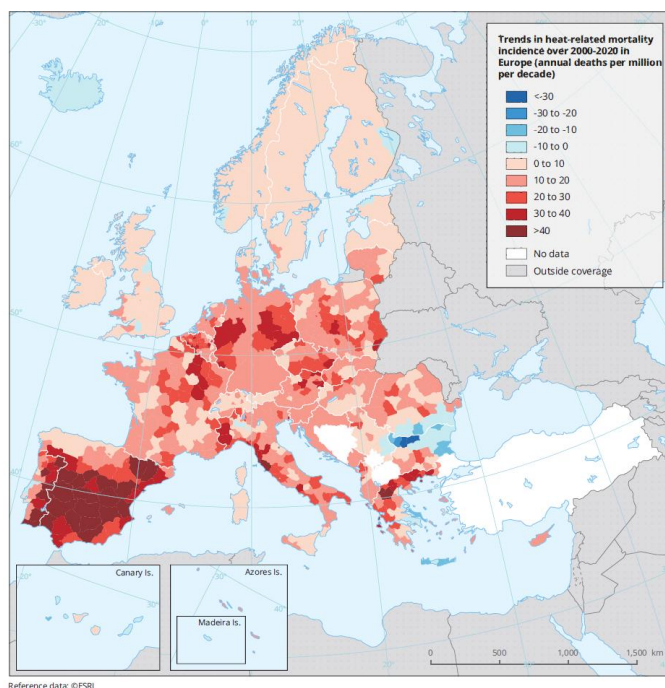 Trends in heat-related mortality
incidence over 2000-2020 in
Europe (annual deaths per million
per decade)
<-30
-30 to -20
-20 to -10
-10 to 0
0 to 10
10 to 20
20 to 30
30 to 40
>40
No data
Outside coverage
Canary Is.
Azores Is.
Madeira Is.
0 500 1,000 1,500 km
Reference data: ©ESRI